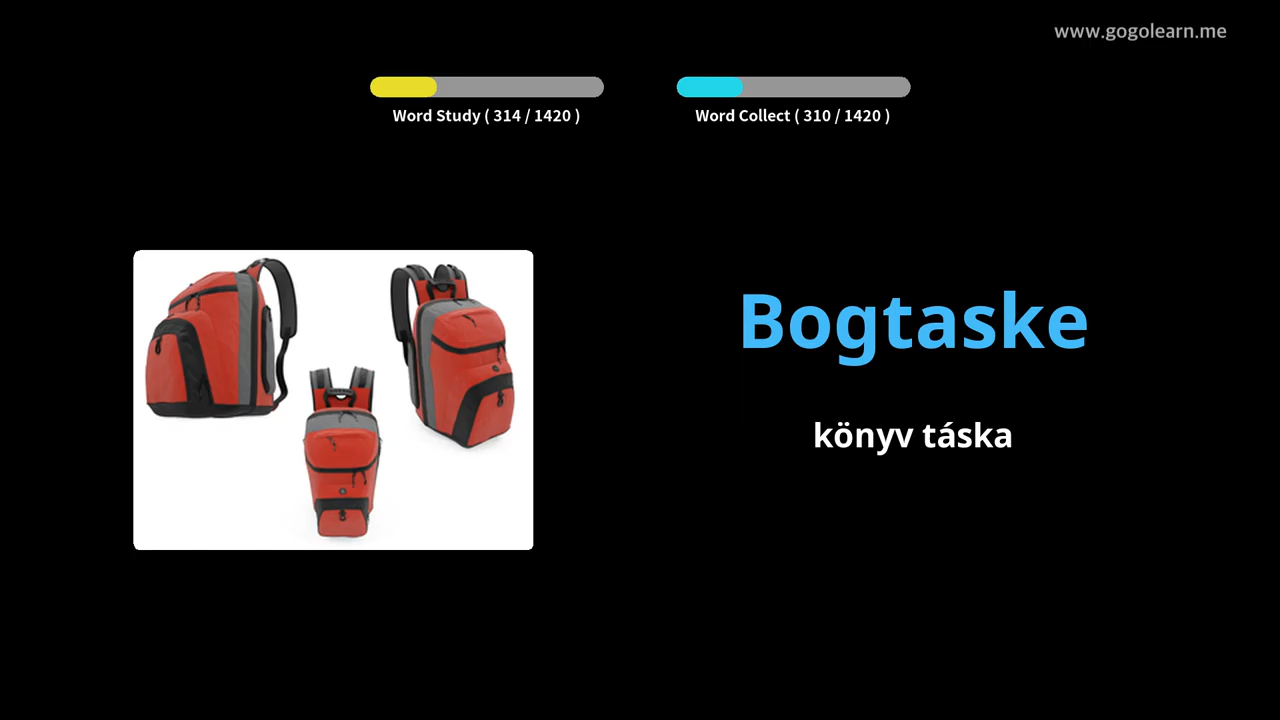 www.gogolearn.me
Word Study ( 314 / 1420 )
Word Collect ( 310 / 1420 )
Bogtaske
könyv táska